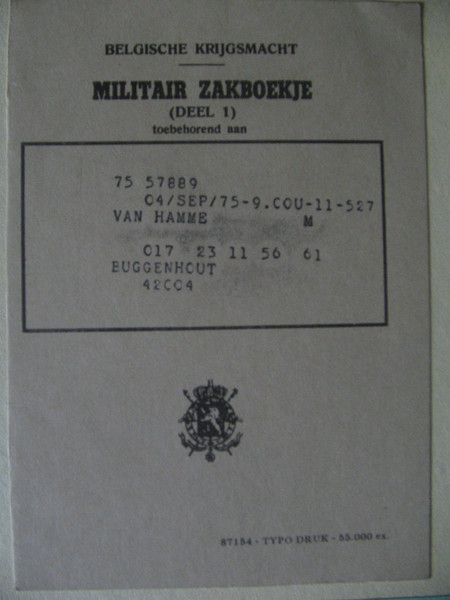 BELGISCHE KRIJGSMACHT
MILITAIR ZAKBOEKJE
(DEEL 1)
toebehorend aan
75 57889
04/SEP/75-9.COU-11-527
VAN HAMME M
017 23 11 56 61
BUGGENHOUT
42004
87154 - TYPO DRUK - 55.000 ex.